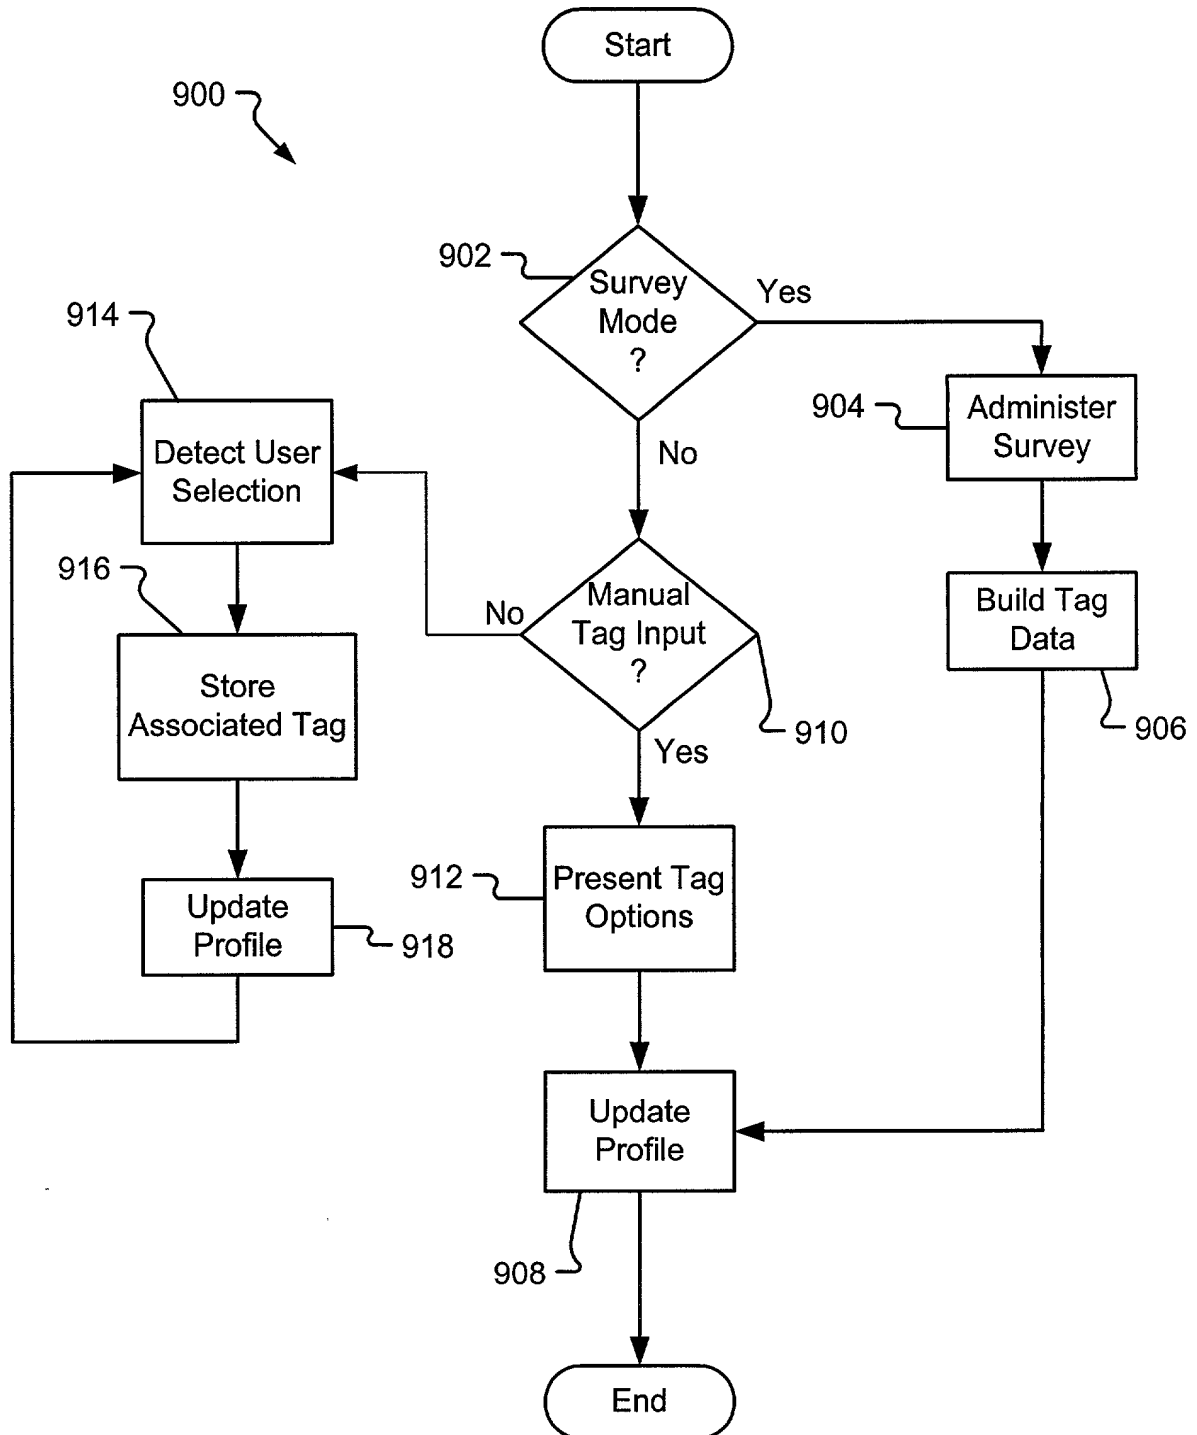 Start
900
902
Survey
Mode
?
Yes
No
914
Detect User
Selection
904
Administer
Survey
916
Store
Associated Tag
No
Manual
Tag Input
?
910
Yes
Build Tag
Data
906
912
Present Tag
Options
Update
Profile
918
Update
Profile
908
End